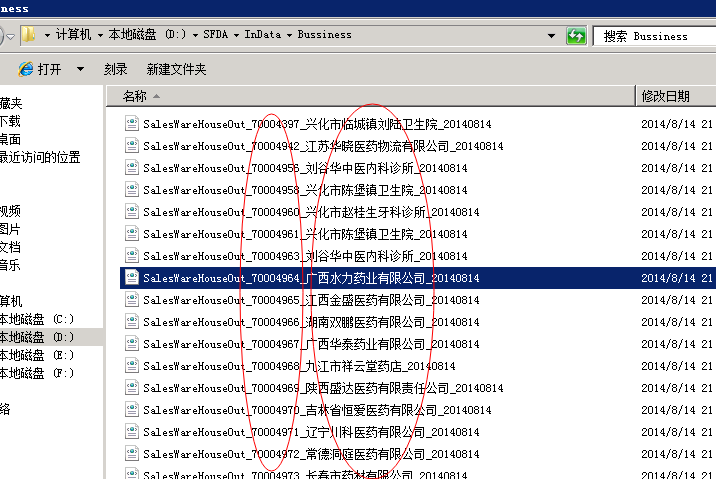 ness
计算机 本地磁盘 (D:) SFDA InData Bussiness 搜索 Bussiness
打开 刻录 新建文件夹
藏夹
下载
桌面
最近访问的位置
视频
图片
文档
音乐
算机
本地磁盘 (C:)
本地磁盘 (D:)
本地磁盘 (E:)
本地磁盘 (F:)
络
名称 修改日期
SalesWareHouseOut_70004397_兴化市临城镇刘陆卫生院_20140814 2014/8/14 21
SalesWareHouseOut_70004942_江苏华晓医药物流有限公司_20140814 2014/8/14 21
SalesWareHouseOut_70004956_刘谷华中医内科诊所_20140814 2014/8/14 21
SalesWareHouseOut_70004958_兴化市陈堡镇卫生院_20140814 2014/8/14 21
SalesWareHouseOut_70004960_兴化市赵桂生牙科诊所_20140814 2014/8/14 21
SalesWareHouseOut_70004961_兴化市陈堡镇卫生院_20140814 2014/8/14 21
SalesWareHouseOut_70004963_刘谷华中医内科诊所_20140814 2014/8/14 21
SalesWareHouseOut_70004964_广西水力药业有限公司_20140814 2014/8/14 21
SalesWareHouseOut_70004965_江西金盛医药有限公司_20140814 2014/8/14 21
SalesWareHouseOut_70004966_湖南双鹏医药有限公司_20140814 2014/8/14 21
SalesWareHouseOut_70004967_广西华泰药业有限公司_20140814 2014/8/14 21
SalesWareHouseOut_70004968_九江市祥云堂药店_20140814 2014/8/14 21
SalesWareHouseOut_70004969_陕西盛达医药有限责任公司_20140814 2014/8/14 21
SalesWareHouseOut_70004970_吉林省恒爱医药有限公司_20140814 2014/8/14 21
SalesWareHouseOut_70004971_辽宁川科医药有限公司_20140814 2014/8/14 21
SalesWareHouseOut_70004972_常德洞庭医药有限公司_20140814 2014/8/14 21
SalesWareHouseOut_70004973_长春市药材有限公司_20140814 2014/8/14 21